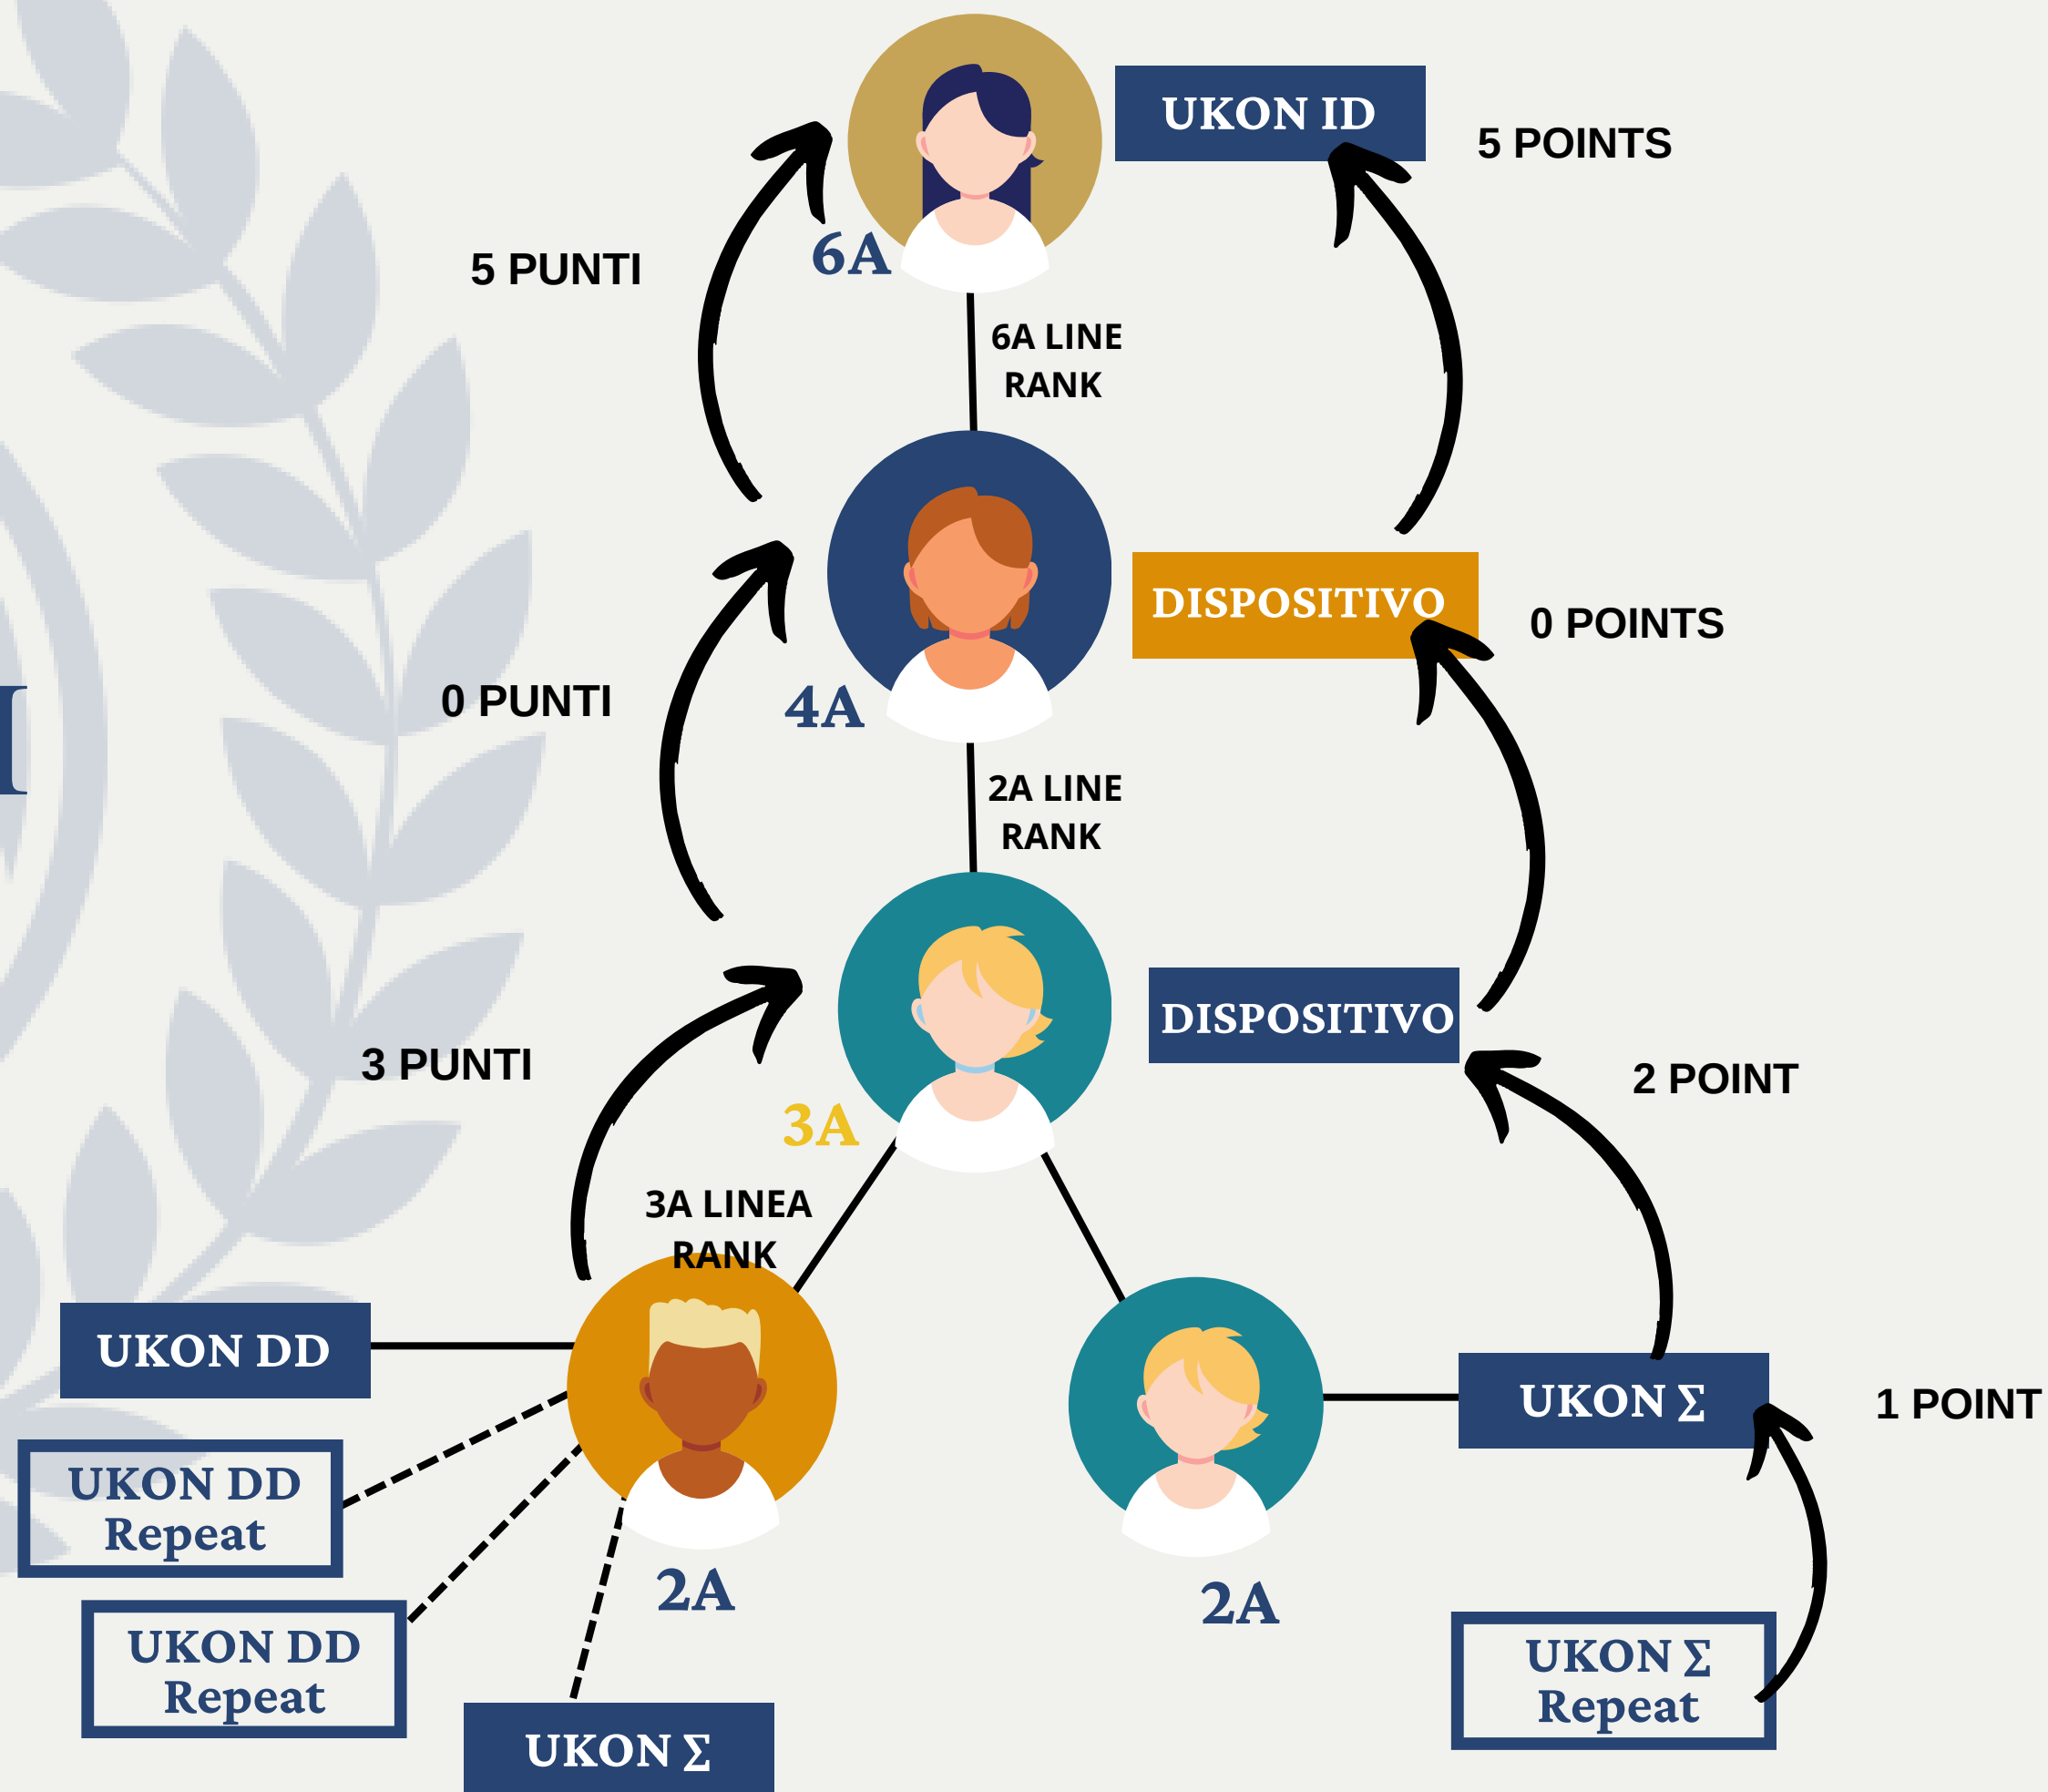 UKON ID
5 POINTS
5 PUNTI
6A
6A LINE
RANK
DISPOSITIVO
0 POINTS
0 PUNTI
4A
2A LINE
RANK
DISPOSITIVO
3 PUNTI
2 POINT
3A
3A LINEA
RANK
UKON DD
UKON Σ
1 POINT
UKON DD
Repeat
2A
2A
UKON DD
Repeat
UKON Σ
Repeat
UKON Σ